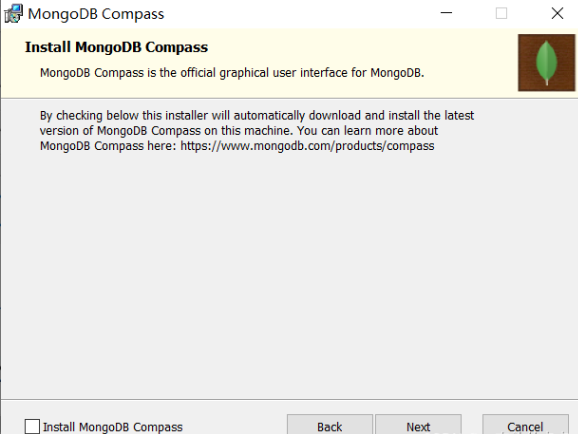 MongoDB Compass
Install MongoDB Compass
MongoDB Compass is the official graphical user interface for MongoDB.
By checking below this installer will automatically download and install the latest
version of MongoDB Compass on this machine. You can learn more about
MongoDB Compass here: https://www.mongodb.com/products/compass
Install MongoDB Compass Back Next Cancel